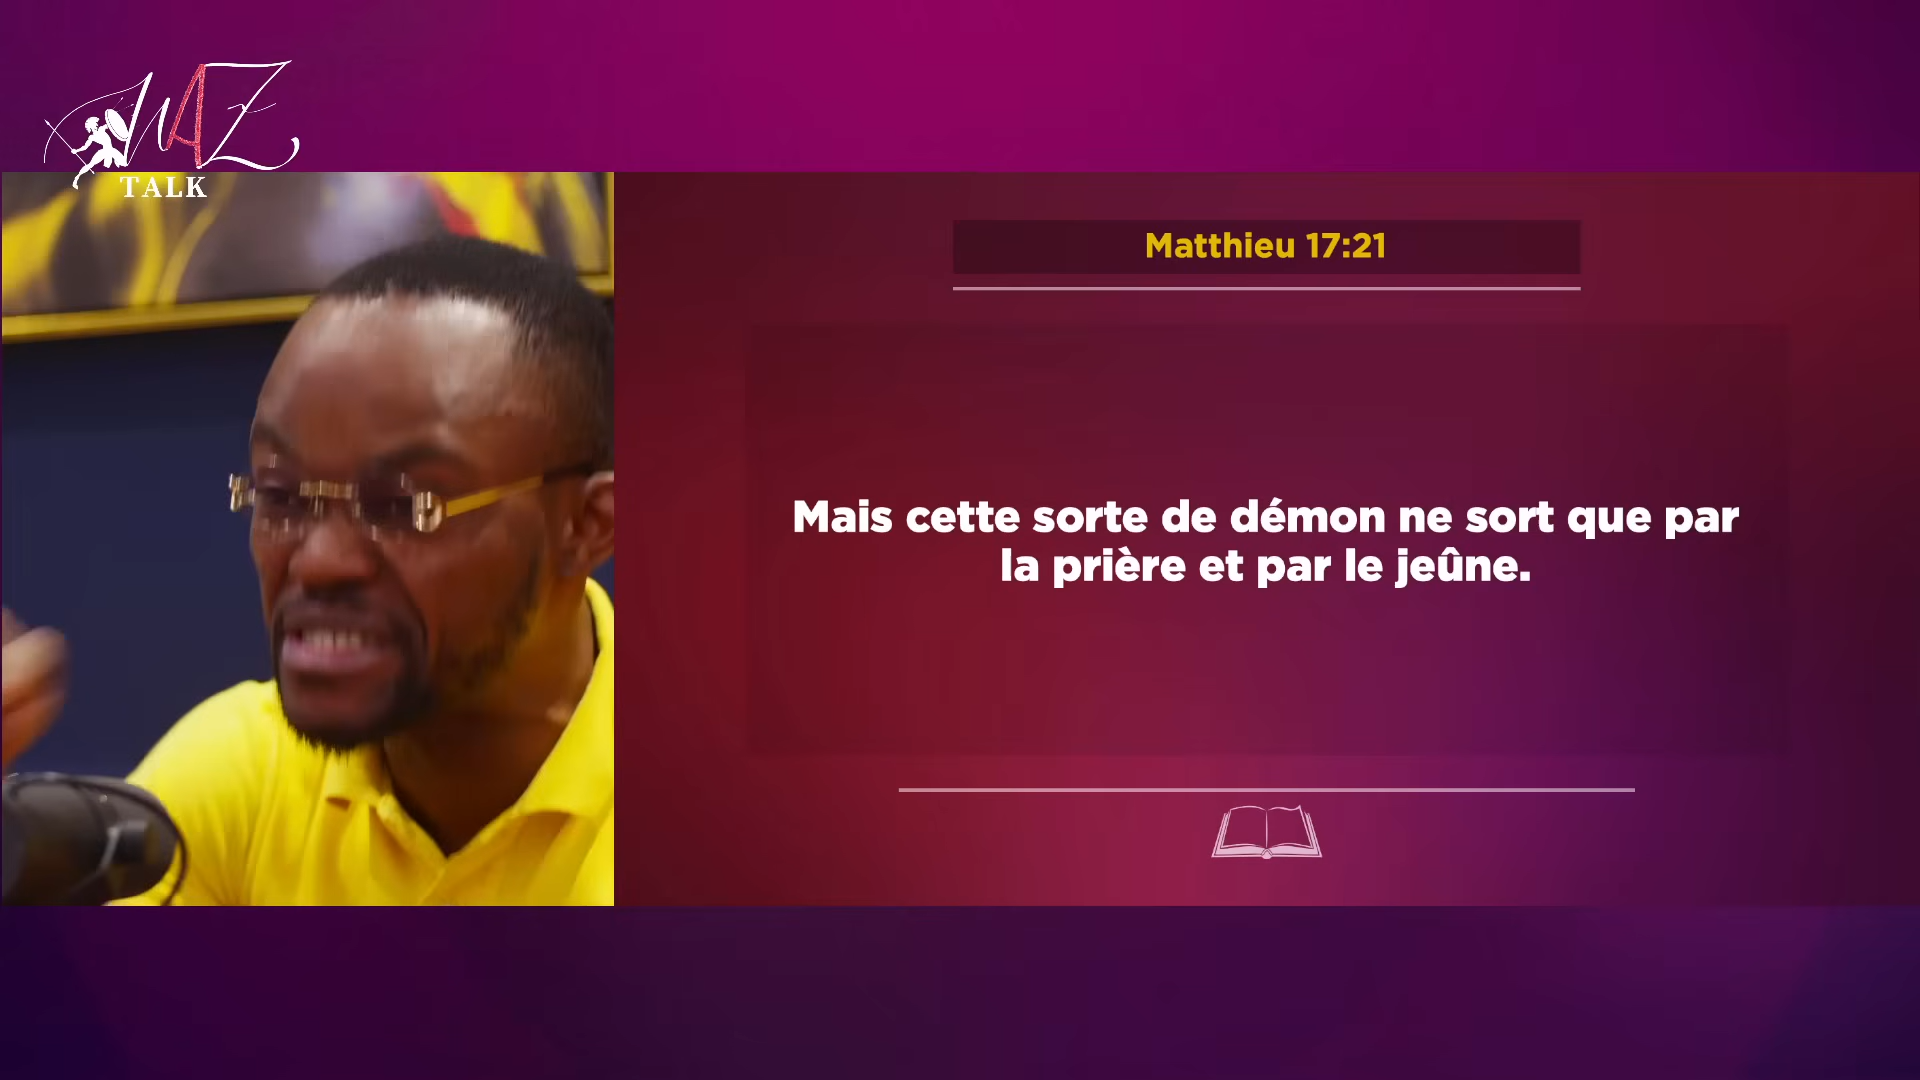 MAZ
TALK
Matthieu 17:21
Mais cette sorte de démon ne sort que par
la prière et par le jeûne.